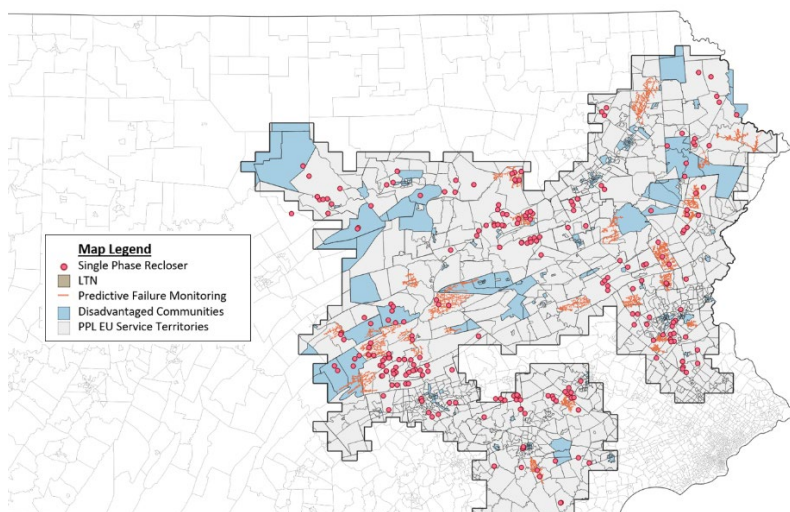 Map Legend
Single Phase Recloser
LTN
Predictive Failure Monitoring
Disadvantaged Communities
PPL EU Service Territories